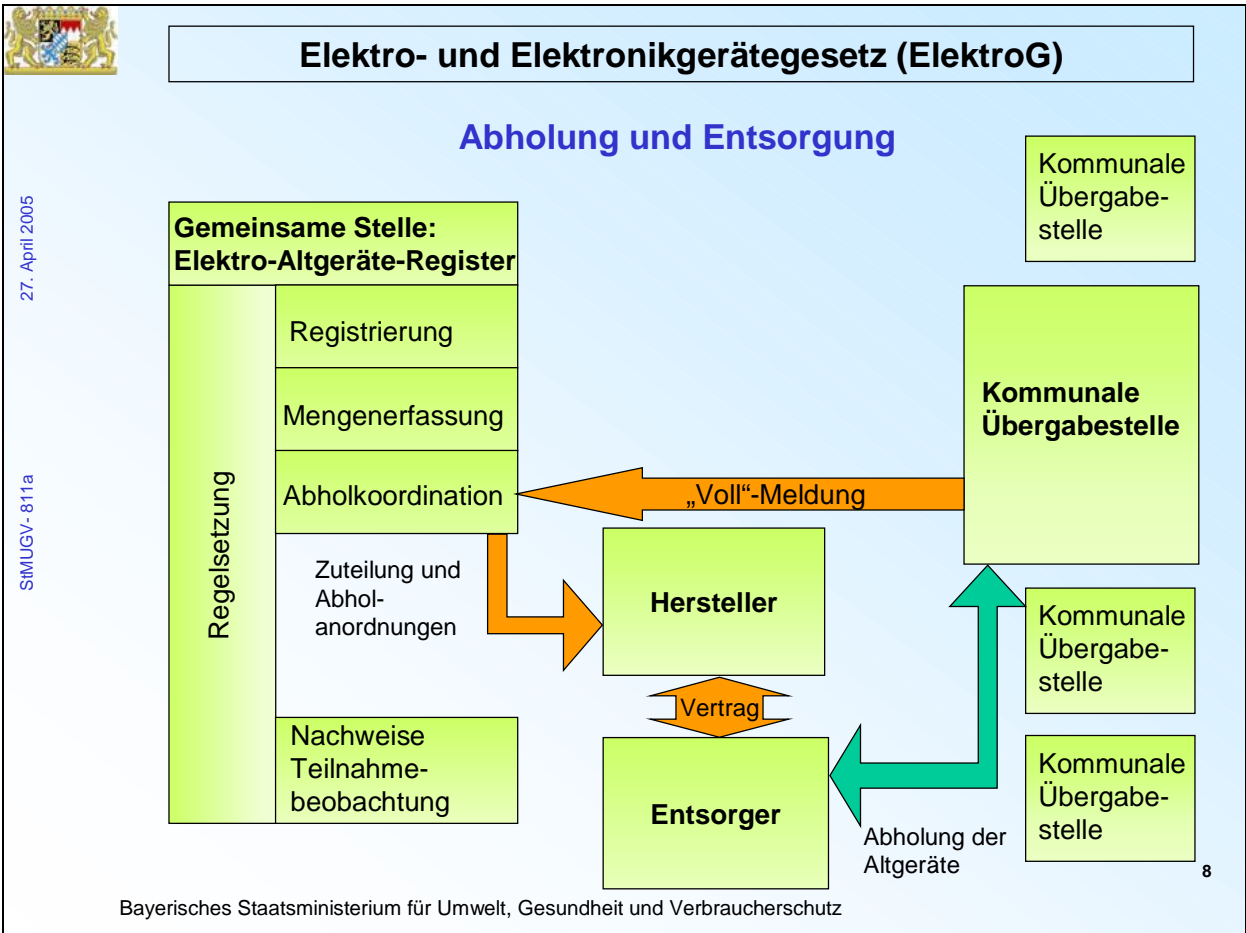 Elektro- und Elektronikgerätegesetz (ElektroG)
Abholung und Entsorgung
27. April 2005
StMUGV- 811a
Gemeinsame Stelle:
Elektro-Altgeräte-Register
Regelsetzung
Registrierung
Mengenerfassung
Abholkoordination
Zuteilung und
Abhol-
anordnungen
Nachweise
Teilnahme-
beobachtung
„Voll“-Meldung
Hersteller
Vertrag
Entsorger
Abholung der
Altgeräte
Kommunale
Übergabe-
stelle
Kommunale
Übergabestelle
Kommunale
Übergabe-
stelle
Kommunale
Übergabe-
stelle
8
Bayerisches Staatsministerium für Umwelt, Gesundheit und Verbraucherschutz